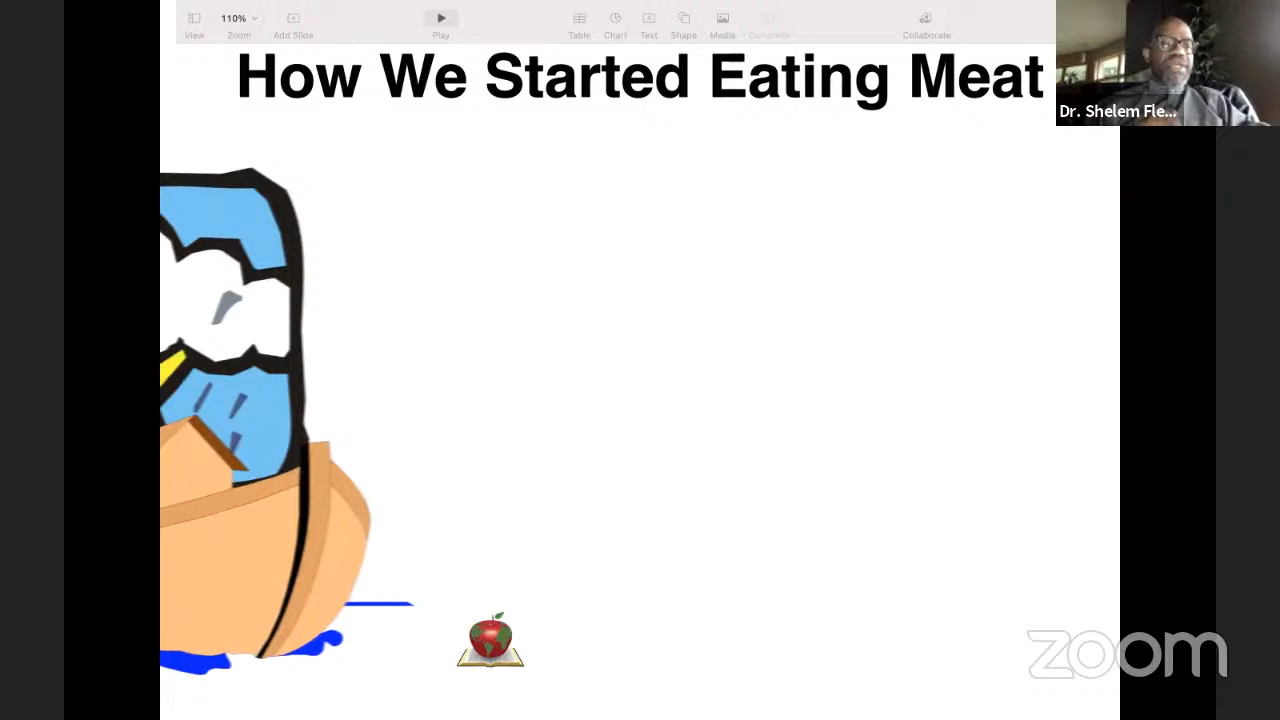 110%
View Zoom Add Slide Play Table Chart Text Shape Media Comment Collaborate
How We Started Eating Meat
Dr. Shelem Fle...
zoom